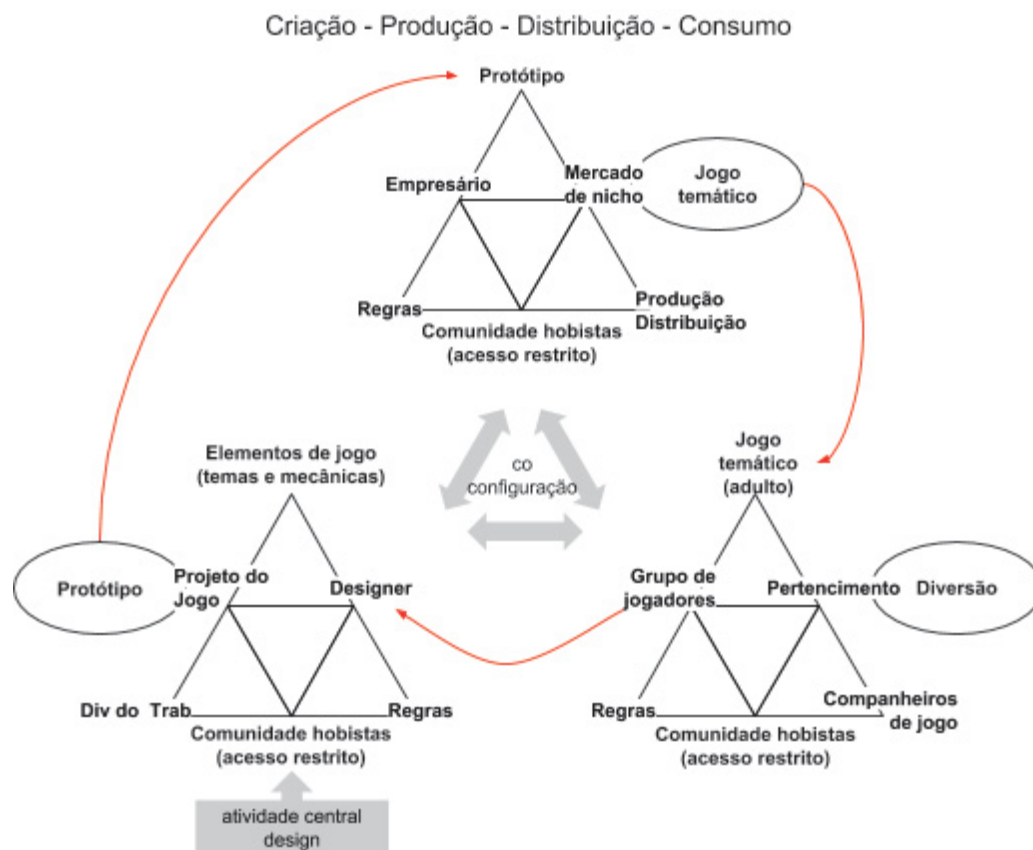 Criação - Produção - Distribuição - Consumo
Protótipo
Empresário
Mercado
de nicho
Jogo
temático
Regras
Produção
Distribuição
Comunidade hobistas
(acesso restrito)
co
configuração
Elementos de jogo
(temas e mecânicas)
Protótipo
Projeto do
Jogo
Designer
Div do Trab
Regras
Comunidade hobistas
(acesso restrito)
atividade central
design
Jogo
temático
(adulto)
Grupo de
jogadores
Pertencimento
Diversão
Regras
Companheiros
de jogo
Comunidade hobistas
(acesso restrito)